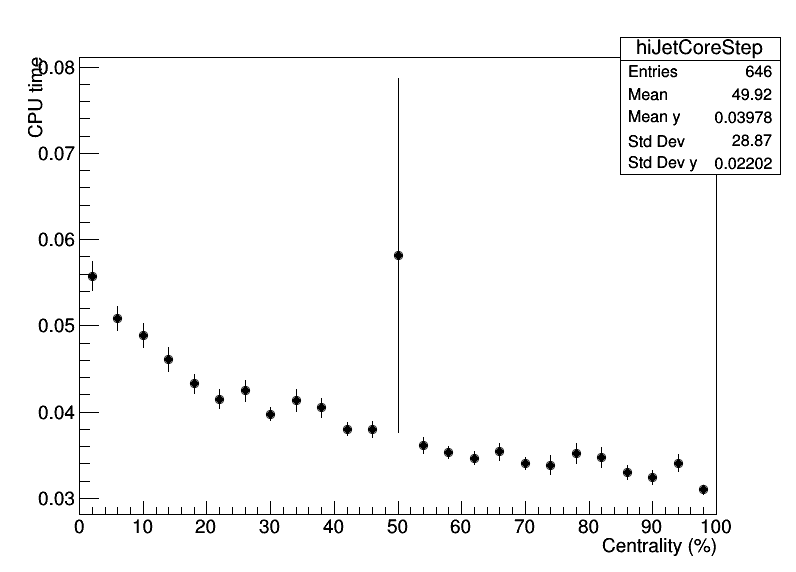 hiJetCoreStep
Entries 646
Mean 49.92
Mean y 0.03978
Std Dev 28.87
Std Dev y 0.02202
CPU time
0.08
0.07
0.06
0.05
0.04
0.03
0 10 20 30 40 50 60 70 80 90 100
Centrality (%)